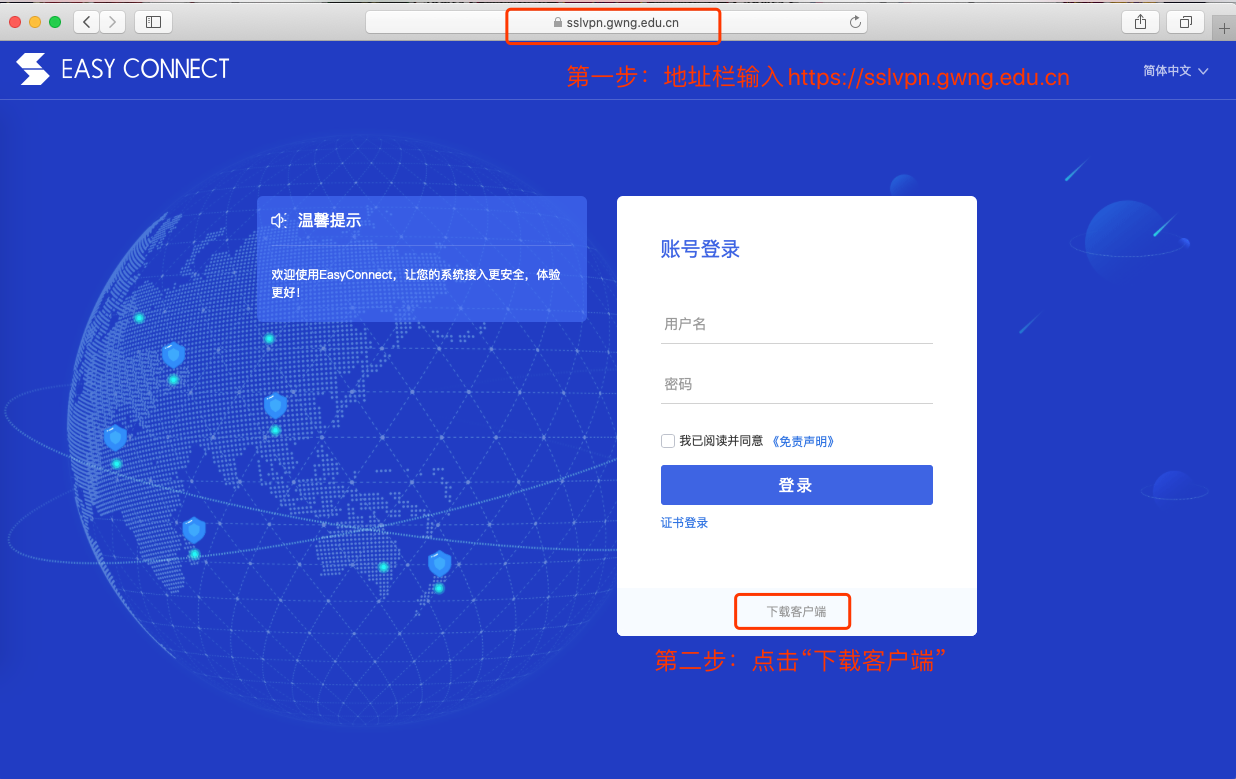 sslvpn.gwng.edu.cn
EASY CONNECT
第一步：地址栏输入 https://sslvpn.gwng.edu.cn
简体中文
温馨提示
欢迎使用EasyConnect，让您的系统接入更安全，体验
更好！
账号登录
用户名
密码
我已阅读并同意 《免责声明》
登录
证书登录
下载客户端
第二步：点击“下载客户端”